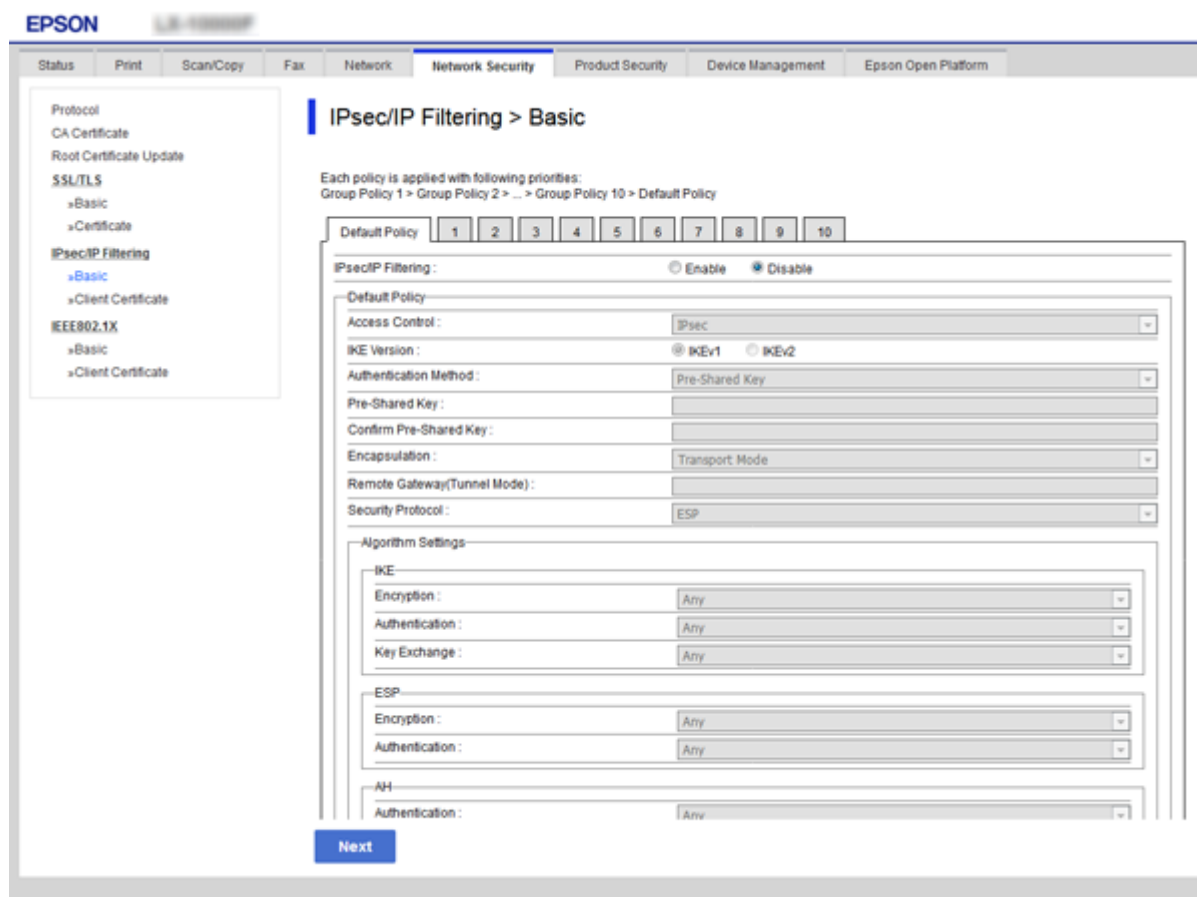 EPSON
Status Print Scan/Copy Fax Network Network Security Product Security Device Management Epson Open Platform
Protocol
CA Certificate
Root Certificate Update
SSL/TLS
»Basic
»Certificate
IPsec/IP Filtering
»Basic
»Client Certificate
IEEE802.1X
»Basic
»Client Certificate
IPsec/IP Filtering > Basic
Each policy is applied with following priorities:
Group Policy 1 > Group Policy 2 > ... > Group Policy 10 > Default Policy
Default Policy 1 2 3 4 5 6 7 8 9 10
IPsec/IP Filtering : Enable Disable
Default Policy
Access Control : IPsec
IKE Version : IKEv1 IKEv2
Authentication Method : Pre-Shared Key
Pre-Shared Key :
Confirm Pre-Shared Key :
Encapsulation : Transport Mode
Remote Gateway(Tunnel Mode) :
Security Protocol : ESP
Algorithm Settings
IKE
Encryption : Any
Authentication : Any
Key Exchange : Any
ESP
Encryption : Any
Authentication : Any
AH
Authentication : Any
Next